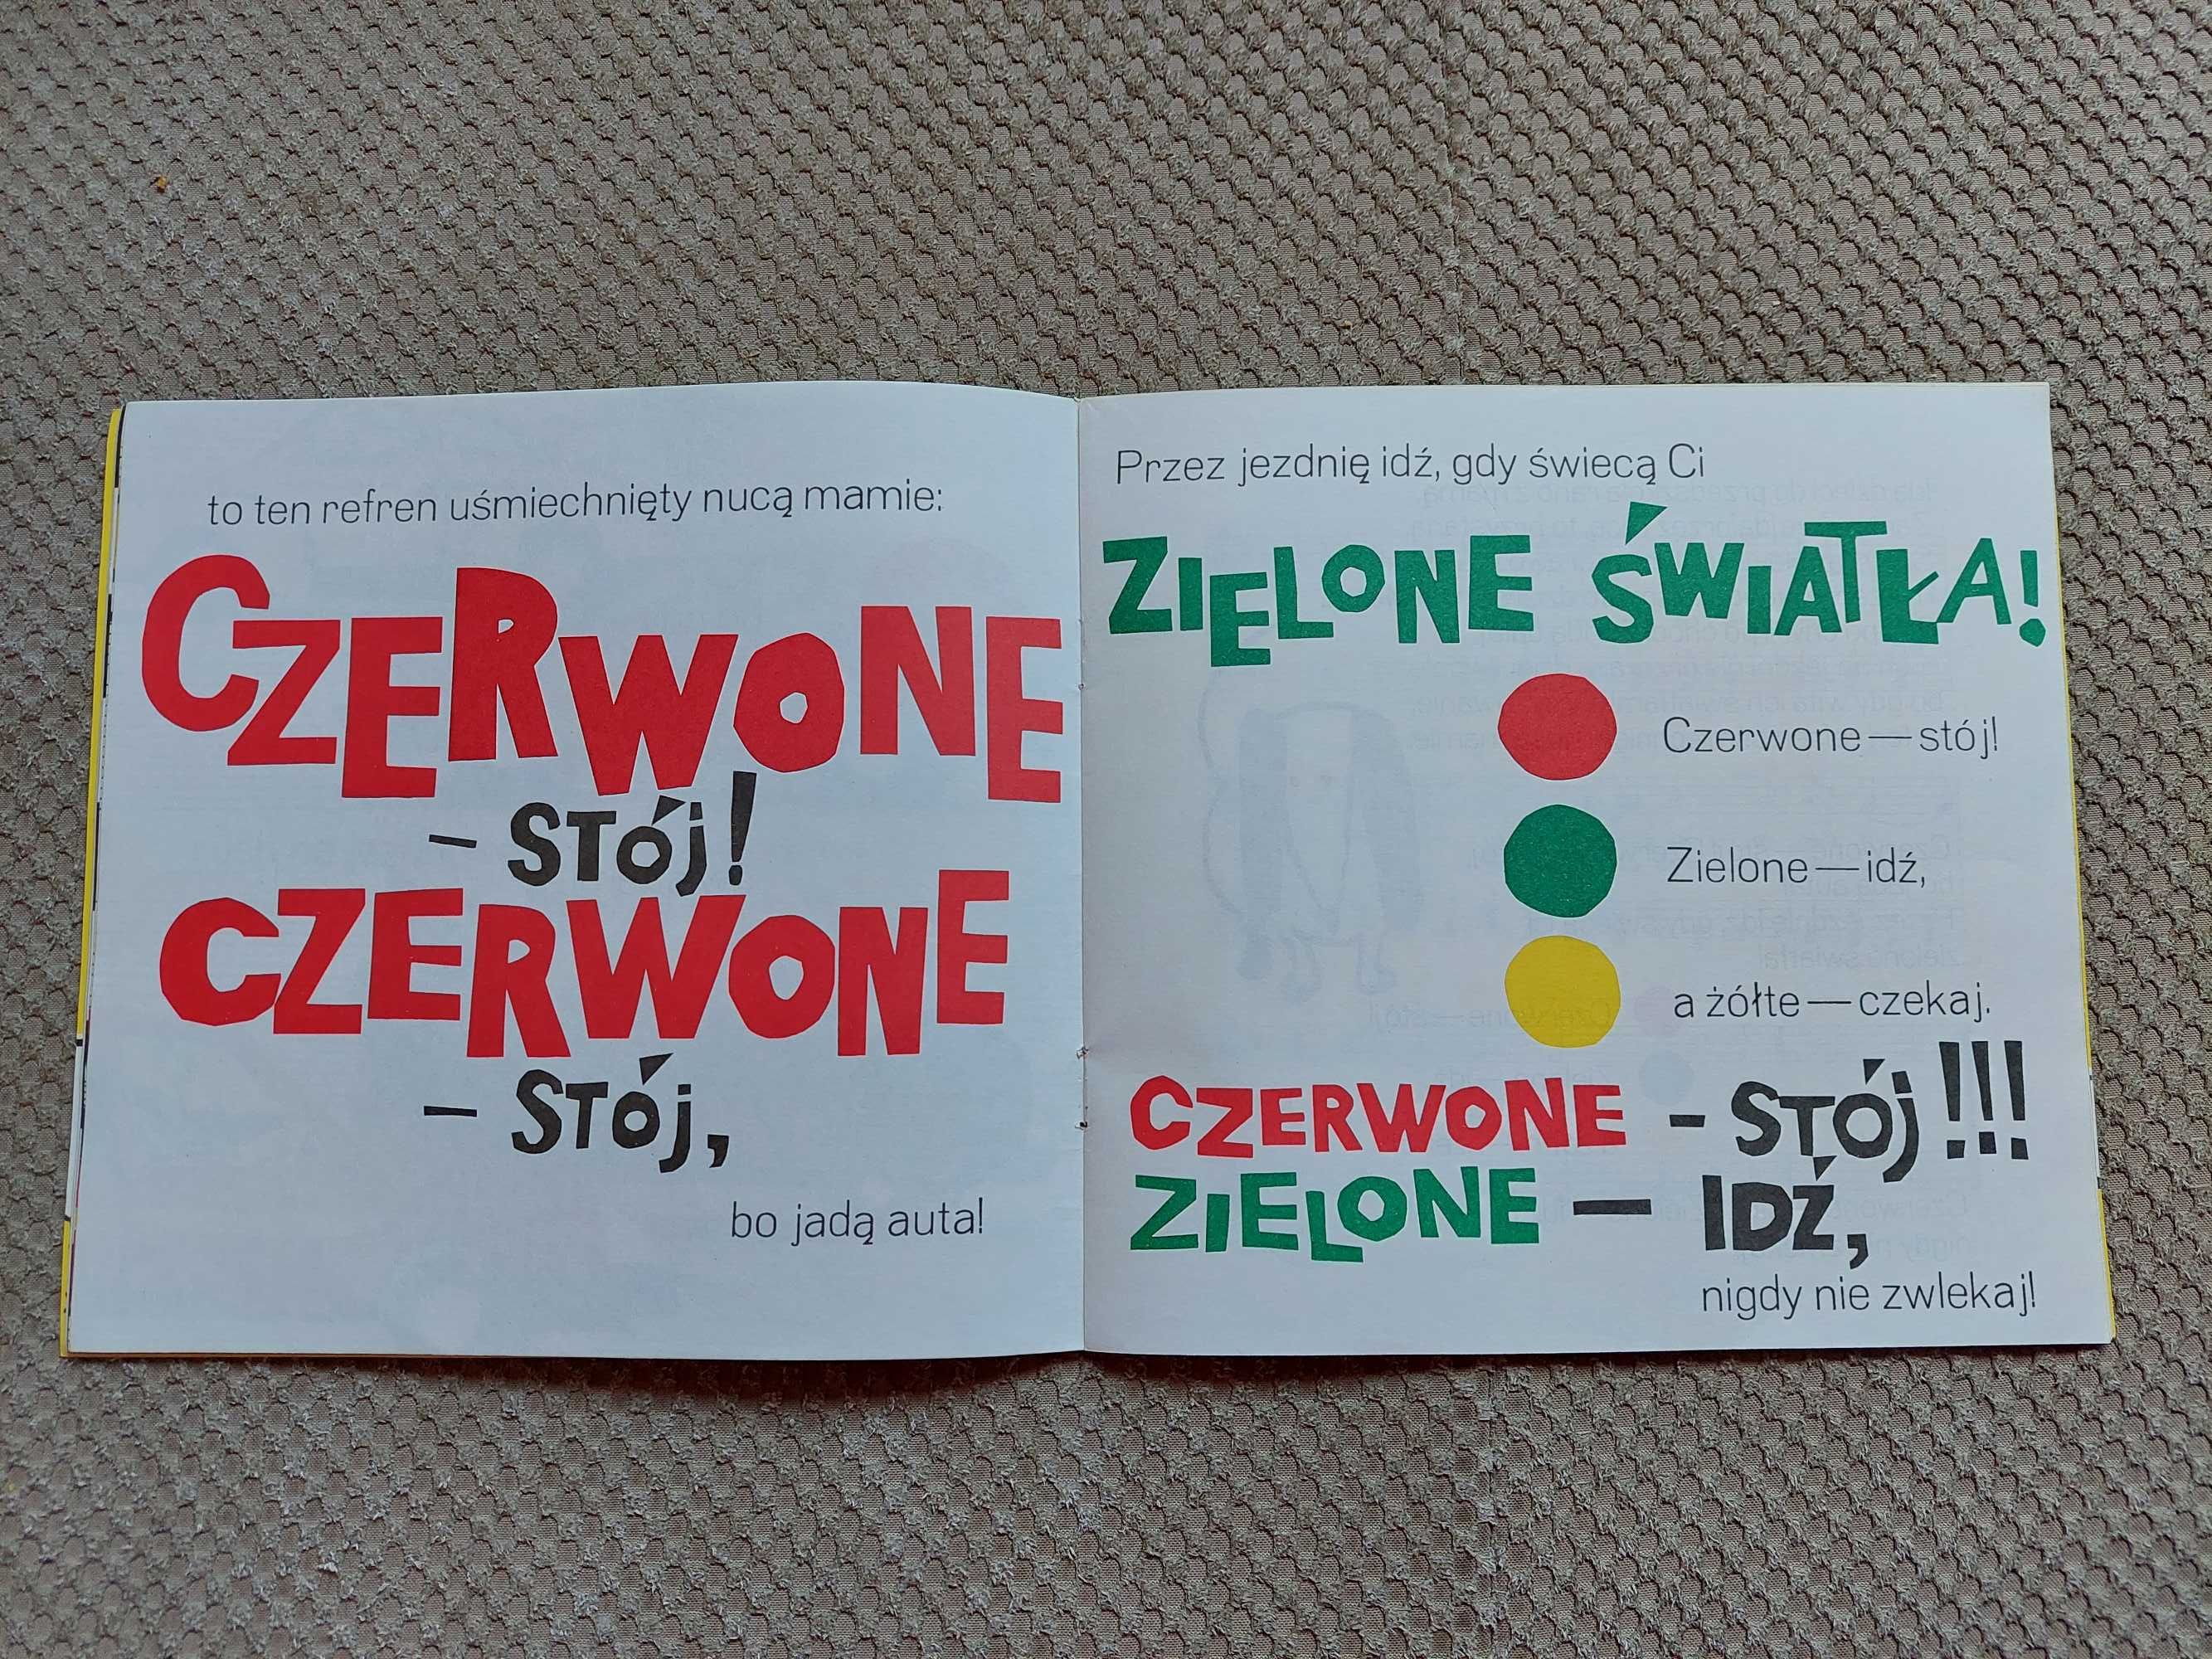 to ten refren uśmiechnięty nucą mamie:
CZERWONE
– STÓj!
CZERWONE
– STÓj,
bo jadą auta!
Przez jezdnię idź, gdy świecą Ci
ZIELONE ŚWIATŁA!
Czerwone — stój!
Zielone — idź,
a żółte — czekaj.
CZERWONE - STÓj!!!
ZIELONE — IDŹ,
nigdy nie zwlekaj!